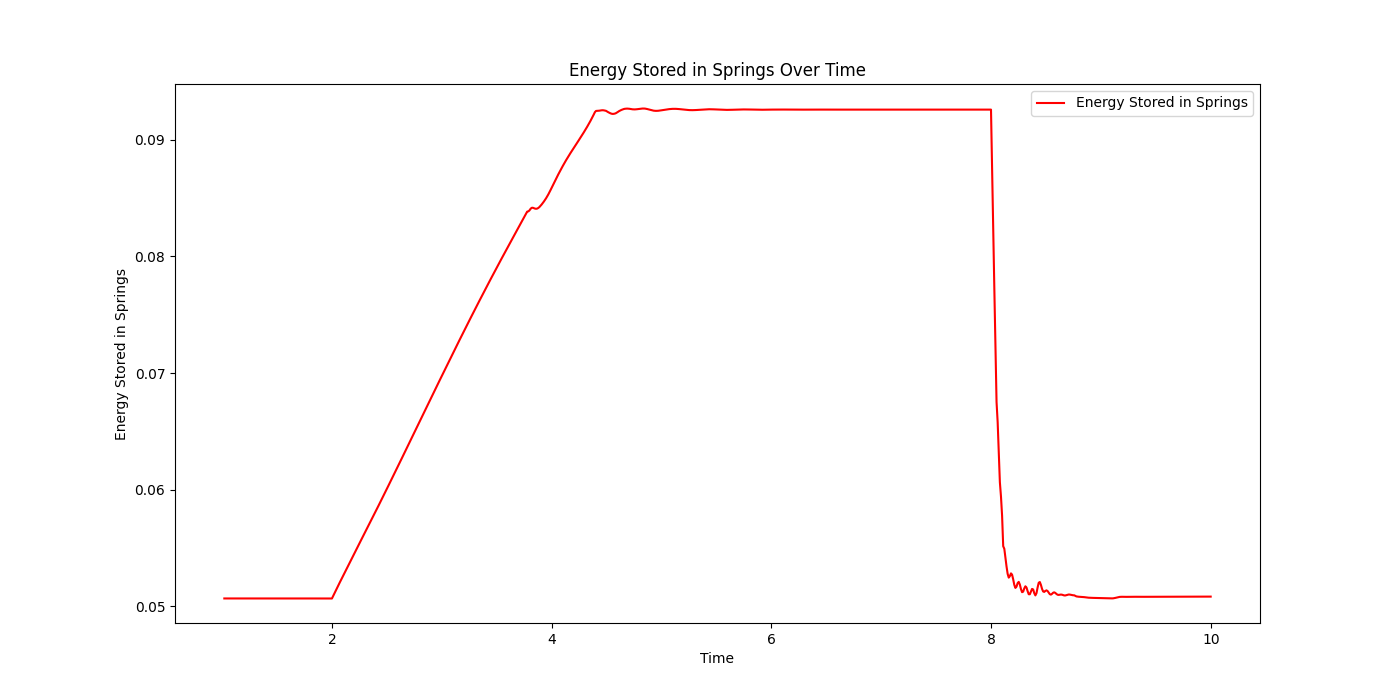 Energy Stored in Springs Over Time
Energy Stored in Springs
Energy Stored in Springs
0.09
0.08
0.07
0.06
0.05
2 4 6 8 10
Time